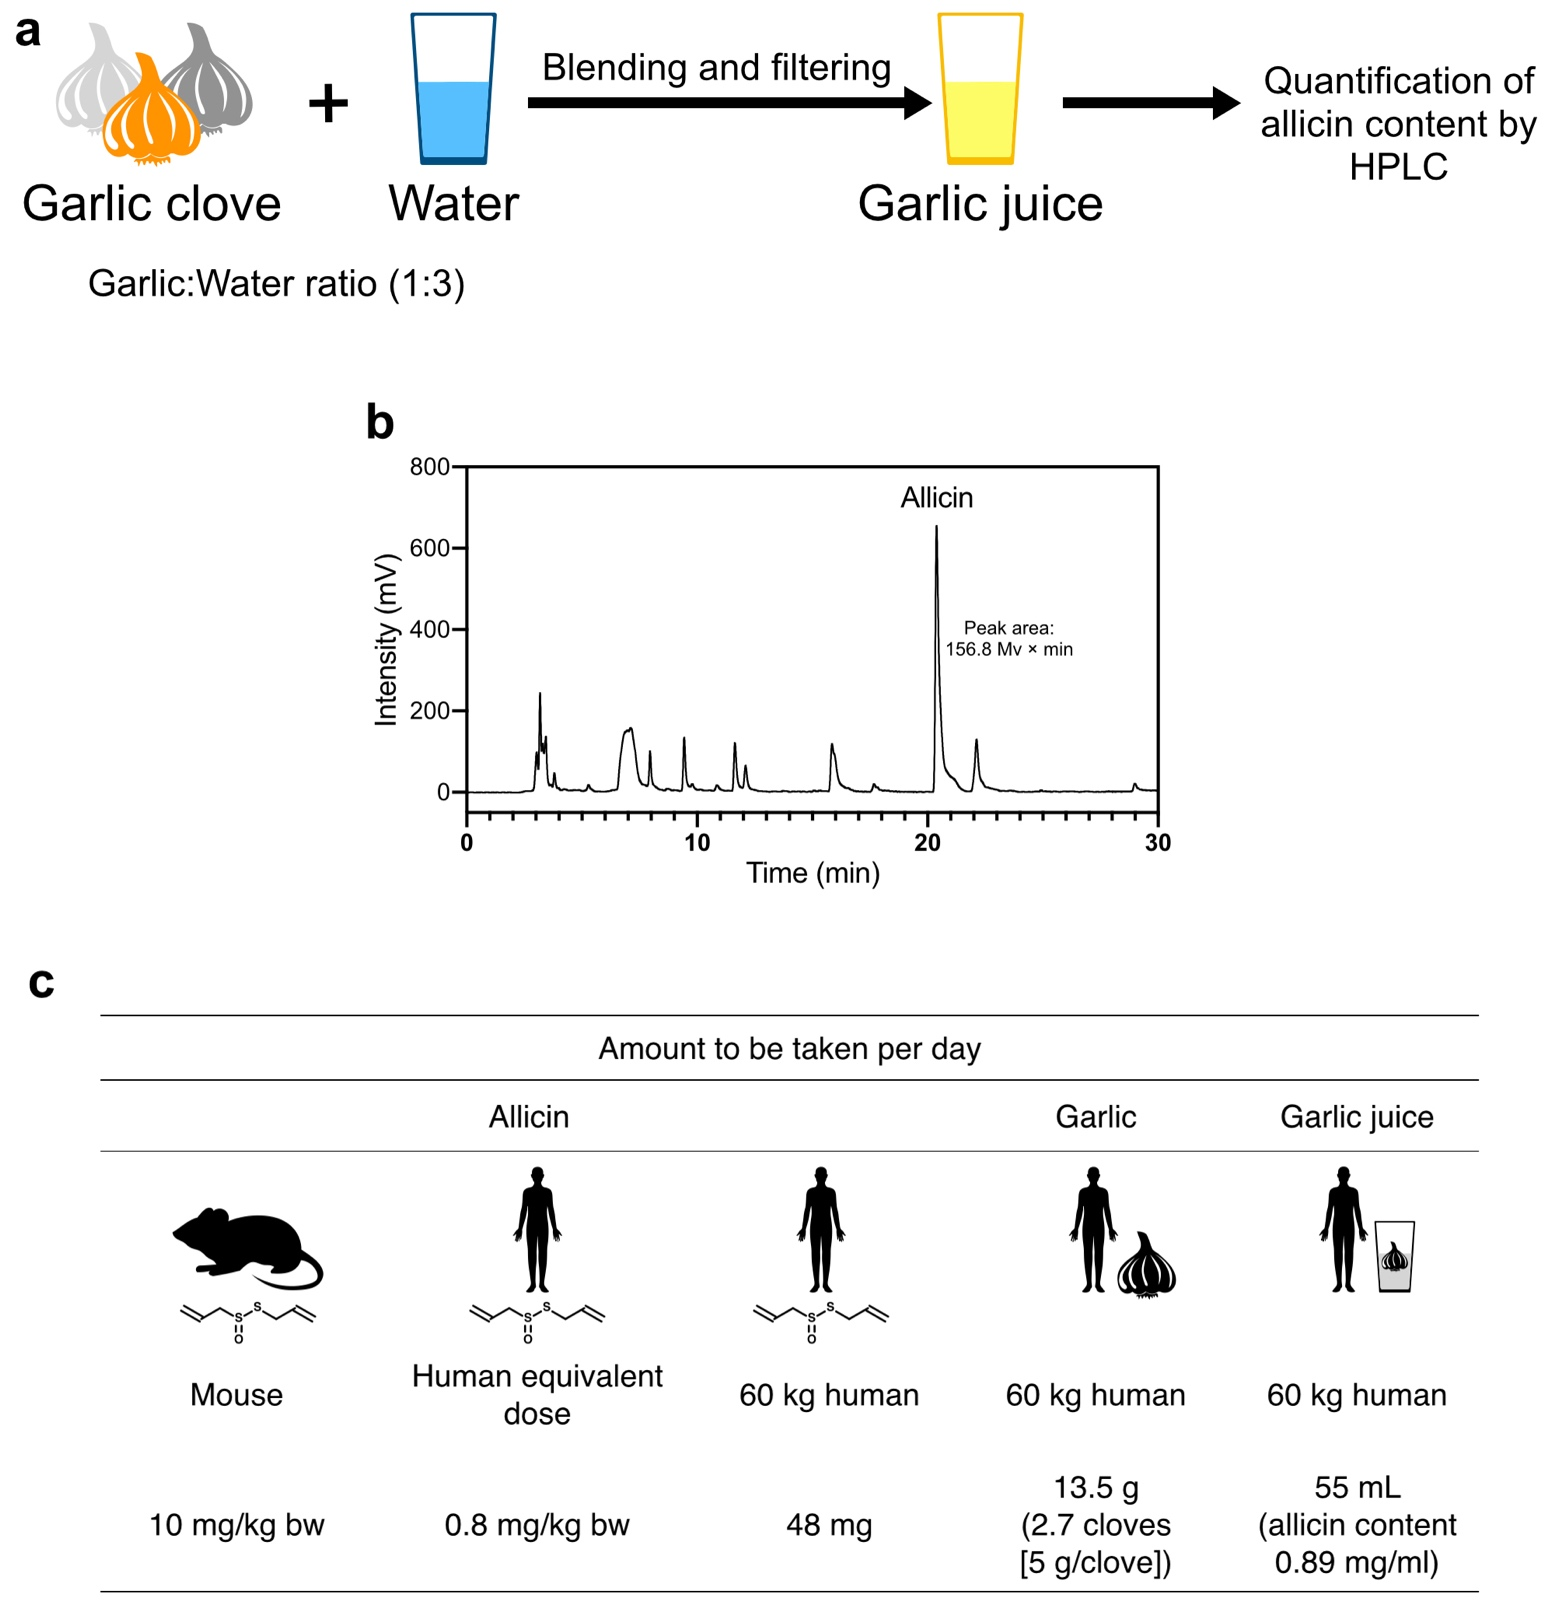 a
Garlic clove
+
Water
Blending and filtering
Garlic juice
Quantification of
allicin content by
HPLC
Garlic:Water ratio (1:3)
b
Intensity (mV)
800
600
400
200
0
Allicin
Peak area:
156.8 Mv × min
0
10
20
30
Time (min)
c
Amount to be taken per day
Allicin
Garlic
Garlic juice
S
S
O
S
S
O
S
S
O
Mouse
Human equivalent
dose
60 kg human
60 kg human
60 kg human
10 mg/kg bw
0.8 mg/kg bw
48 mg
13.5 g
(2.7 cloves
[5 g/clove])
55 mL
(allicin content
0.89 mg/ml)